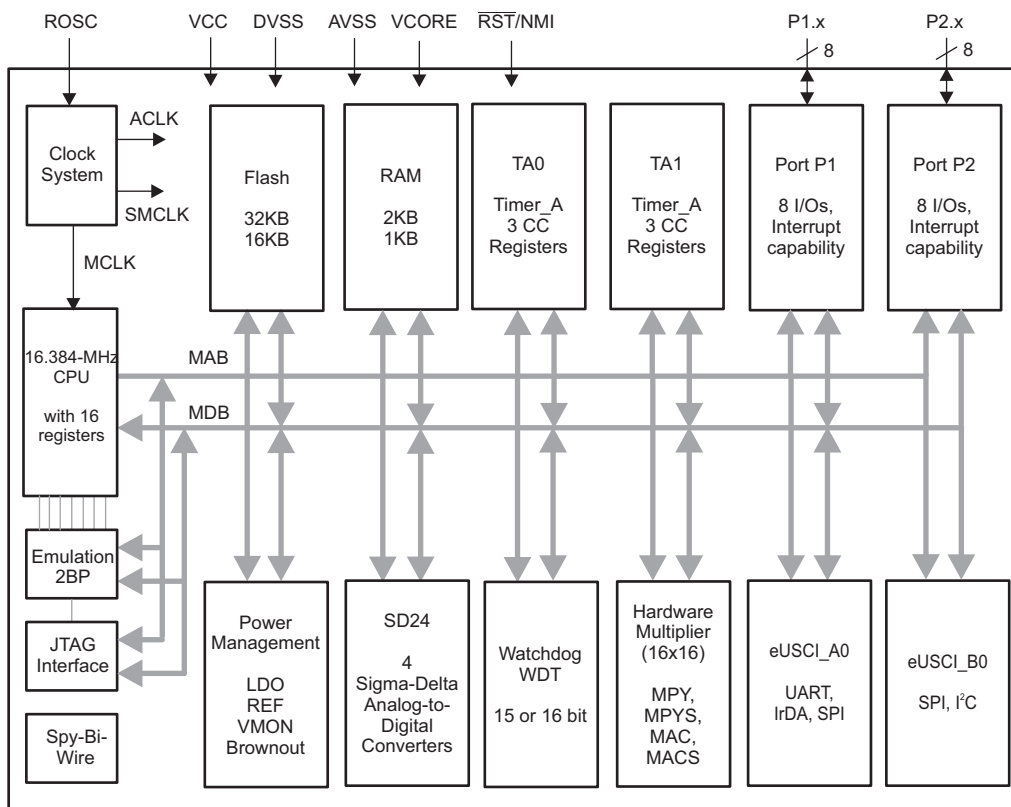 ROSC
VCC
DVSS
AVSS
VCORE
RST/NMI
P1.x
P2.x
8
8
Clock
System
ACLK
SMCLK
MCLK
Flash
32KB
16KB
RAM
2KB
1KB
TA0
Timer_A
3 CC
Registers
TA1
Timer_A
3 CC
Registers
Port P1
8 I/Os,
Interrupt
capability
Port P2
8 I/Os,
Interrupt
capability
16.384-MHz
CPU
with 16
registers
MAB
MDB
Emulation
2BP
JTAG
Interface
Spy-Bi-
Wire
Power
Management
LDO
REF
VMON
Brownout
SD24
4
Sigma-Delta
Analog-to-
Digital
Converters
Watchdog
WDT
15 or 16 bit
Hardware
Multiplier
(16x16)
MPY,
MPYS,
MAC,
MACS
eUSCI_A0
UART,
IrDA, SPI
eUSCI_B0
SPI, I²C